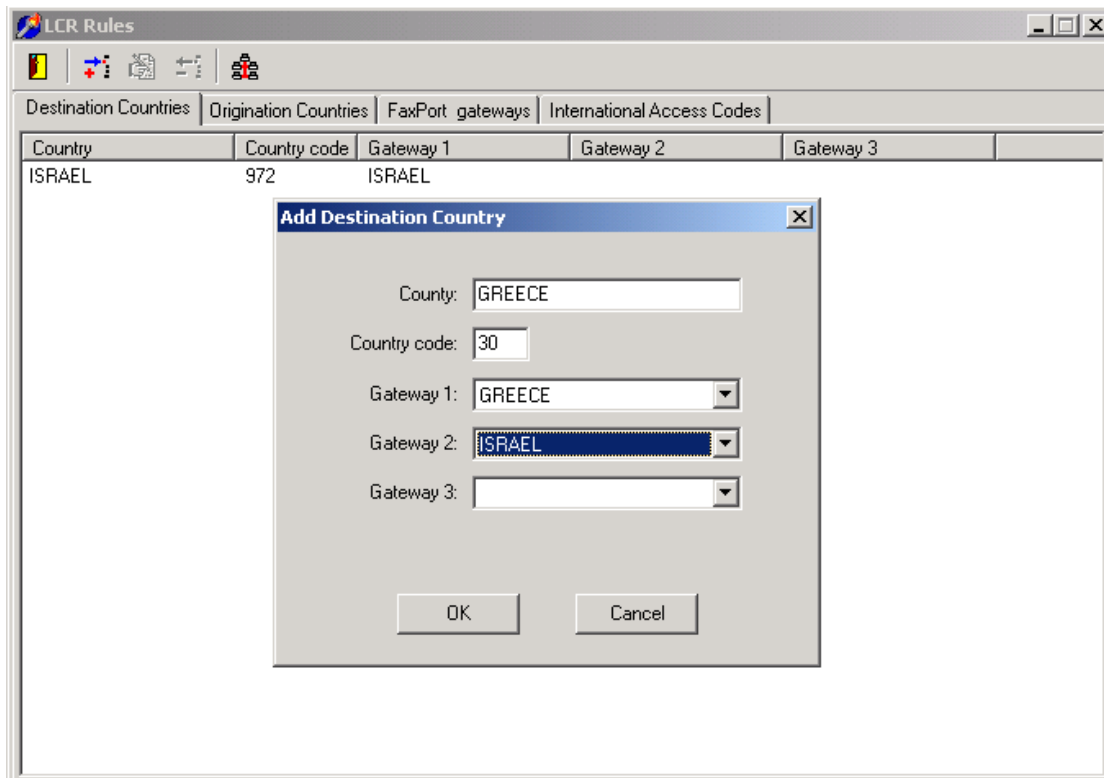 LCR Rules
Destination Countries Origination Countries FaxPort gateways International Access Codes
Country Country code Gateway 1 Gateway 2 Gateway 3
ISRAEL 972 ISRAEL
Add Destination Country
County: GREECE
Country code: 30
Gateway 1: GREECE
Gateway 2: ISRAEL
Gateway 3:
OK Cancel